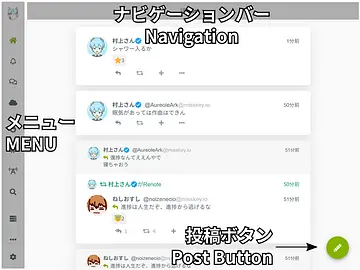 ナビゲーションバー
Navigation
村上さん 1分前
シャワー入るか
3
村上さん @AureoleArk@misskey.io 50分前
眠気があっては作曲はできん
メニュー
MENU
村上さん @AureoleArk@misskey.io 51分前
進捗なんてええんやで
寝ちゃおう
村上さんがRenote 50分前
ねしおすし @noizeneoio@misskey.io 51分前
進捗は人生だぞ、進捗から逃げるな
2
1 4
投稿ボタン
Post Button
ねしおすし 51分前
進捗は人生だぞ、進捗から逃げるな